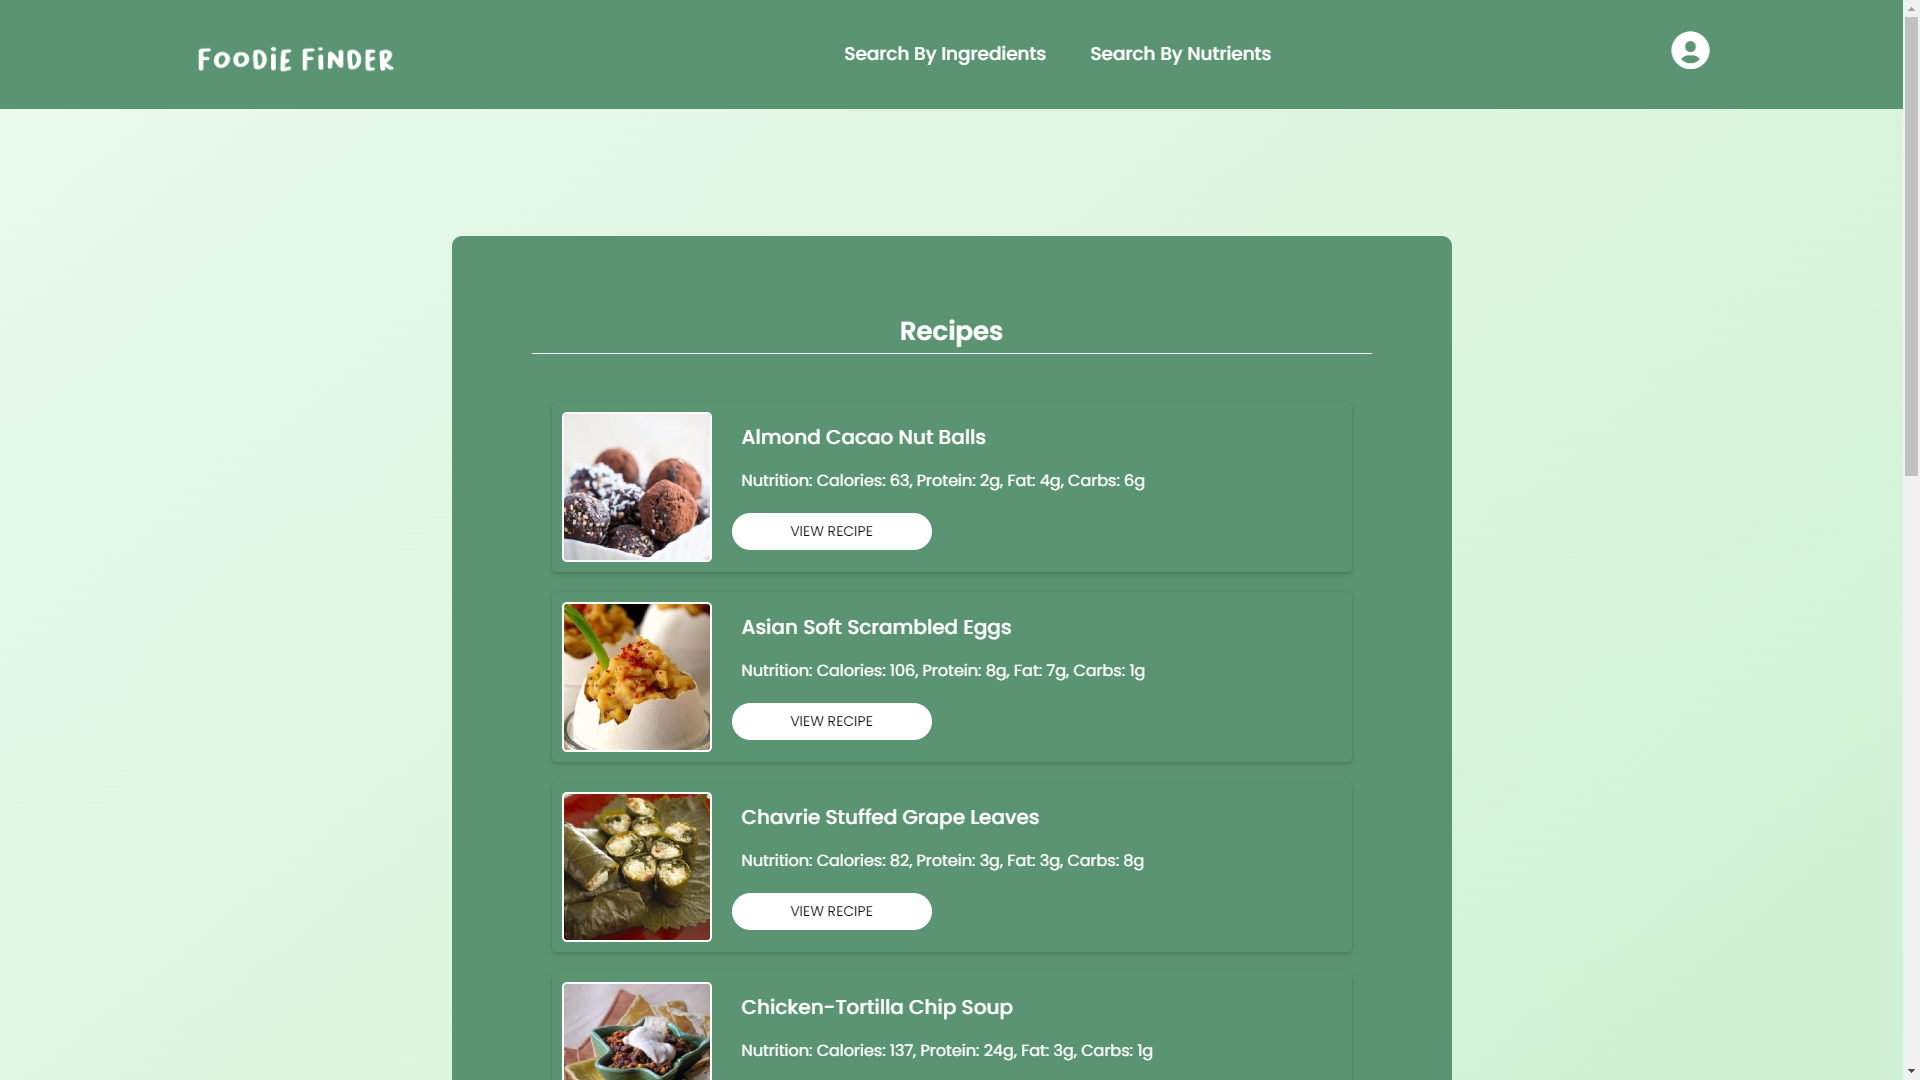 FOODIE FINDER
Search By Ingredients
Search By Nutrients
Recipes
Almond Cacao Nut Balls
Nutrition: Calories: 63, Protein: 2g, Fat: 4g, Carbs: 6g
VIEW RECIPE
Asian Soft Scrambled Eggs
Nutrition: Calories: 106, Protein: 8g, Fat: 7g, Carbs: 1g
VIEW RECIPE
Chavrie Stuffed Grape Leaves
Nutrition: Calories: 82, Protein: 3g, Fat: 3g, Carbs: 8g
VIEW RECIPE
Chicken-Tortilla Chip Soup
Nutrition: Calories: 137, Protein: 24g, Fat: 3g, Carbs: 1g